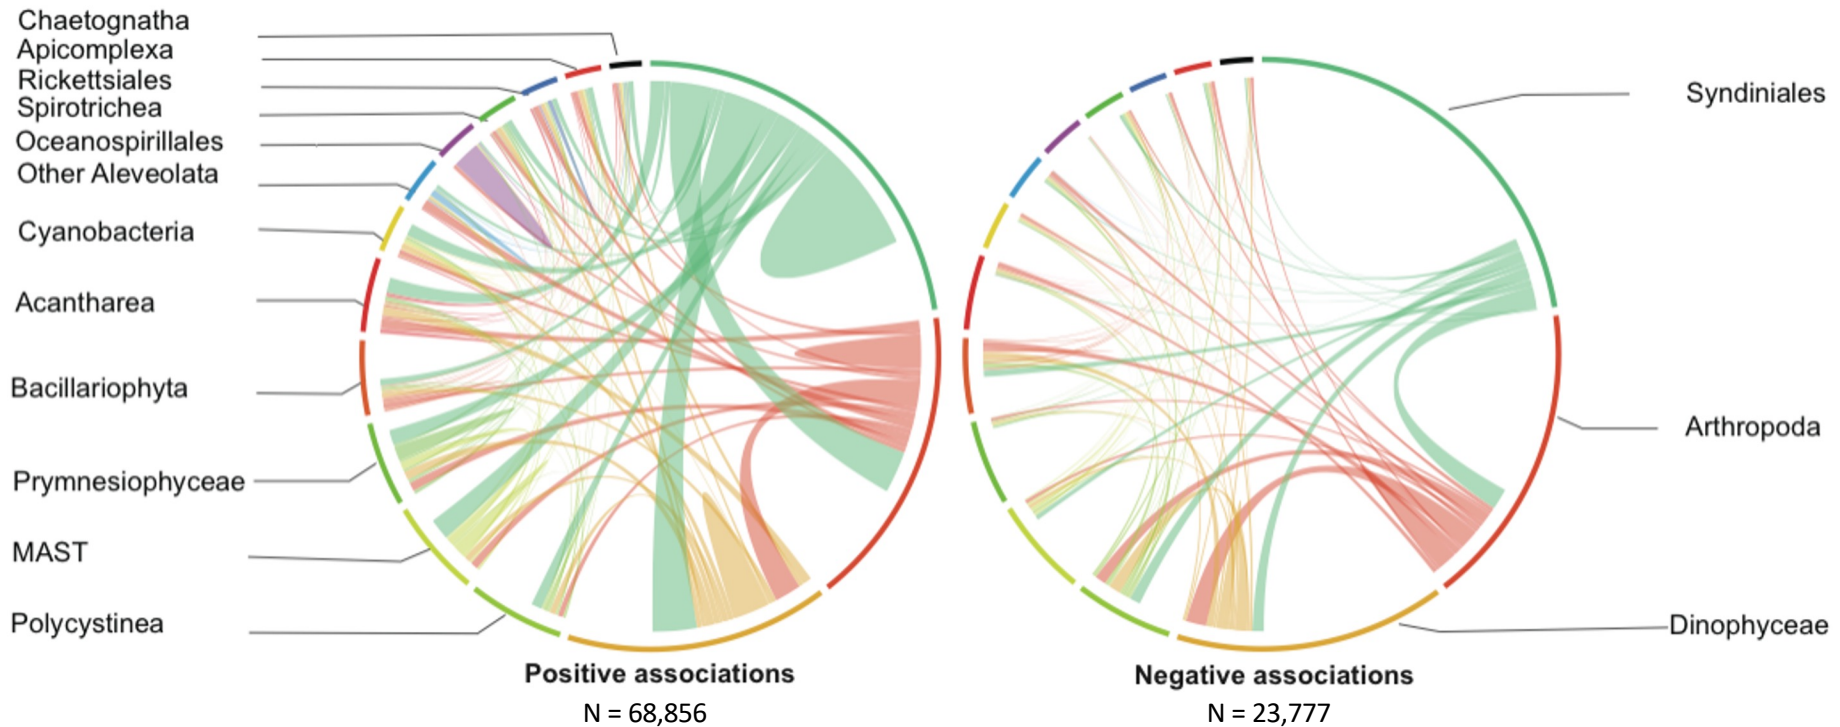 Chaetognatha
Apicomplexa
Rickettsiales
Spirotrichea
Oceanospirillales
Other Aleveolata
Cyanobacteria
Acantharea
Bacillariophyta
Prymnesiophyceae
MAST
Polycystinea
Syndiniales
Arthropoda
Dinophyceae
Positive associations
N = 68,856
Negative associations
N = 23,777